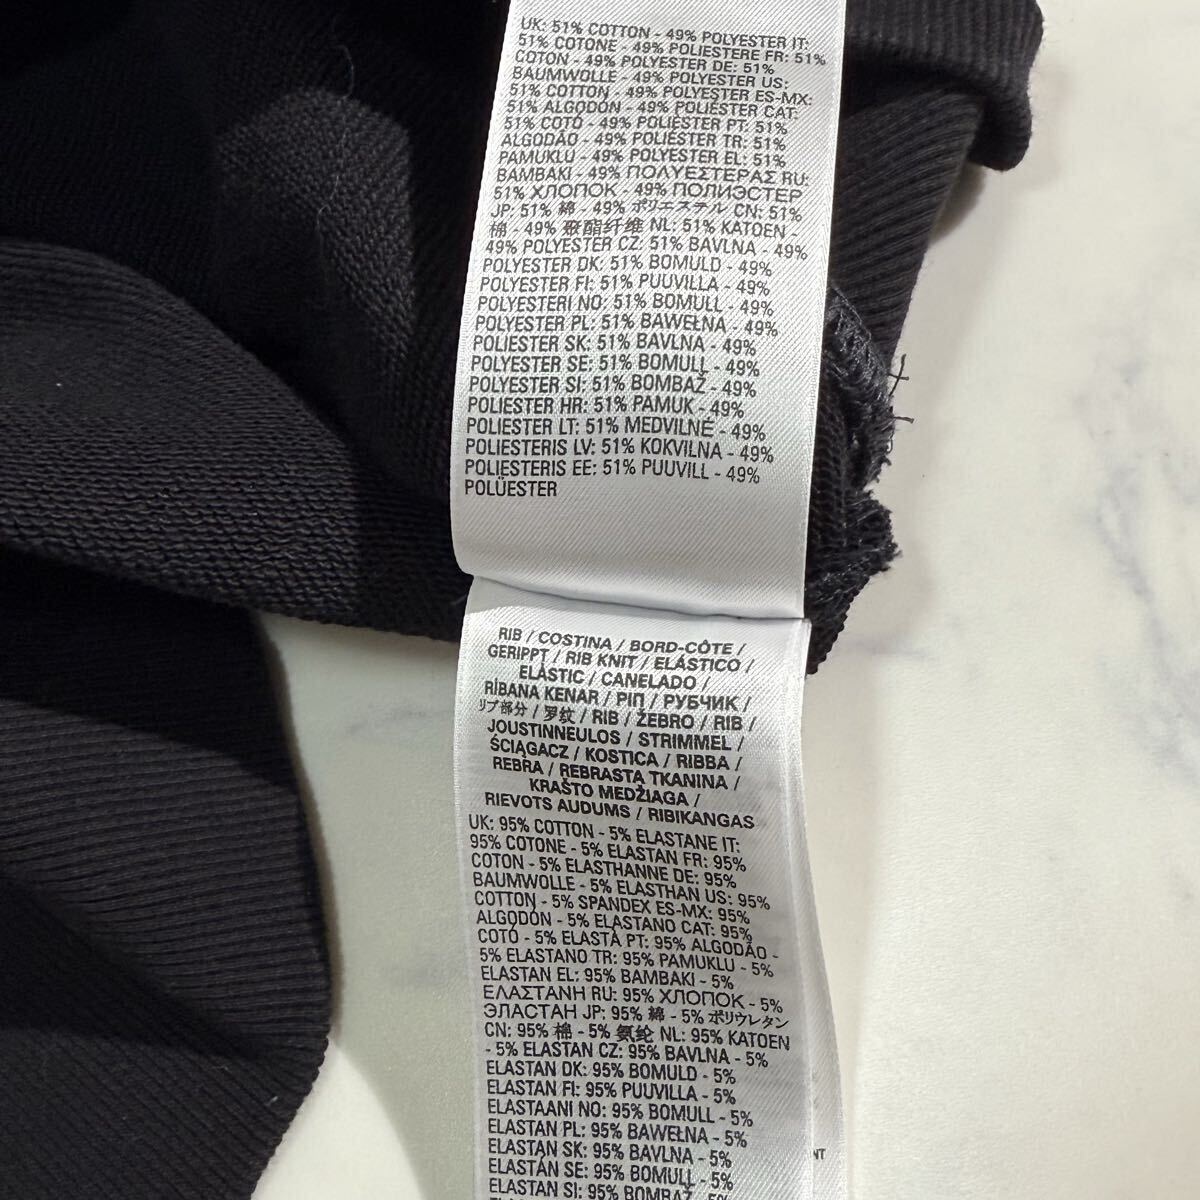 UK: 51% COTTON - 49% POLYESTER IT:
51% COTONE - 49% POLIESTERE FR: 51%
COTON - 49% POLYESTER DE: 51%
BAUMWOLLE - 49% POLYESTER US:
51% COTTON - 49% POLYESTER ES-MX:
51% ALGODÓN - 49% POLIÉSTER CAT:
51% COTÓ - 49% POLIÈSTER PT: 51%
ALGODÃO - 49% POLIÉSTER TR: 51%
PAMUKLU - 49% POLYESTER EL: 51%
ΒΑΜΒΑΚΙ - 49% ΠΟΛΥΕΣΤΕΡΑΣ RU:
51% ХЛОПОК - 49% ПОЛИЭСТЕР
JP: 51% 綿 - 49% ポリエステル CN: 51%
棉 - 49% 聚酯纤维 NL: 51% KATOEN -
49% POLYESTER CZ: 51% BAVLNA - 49%
POLYESTER DK: 51% BOMULD - 49%
POLYESTER FI: 51% PUUVILLA - 49%
POLYESTERI NO: 51% BOMULL - 49%
POLYESTER PL: 51% BAWEŁNA - 49%
POLIESTER SK: 51% BAVLNA - 49%
POLYESTER SE: 51% BOMULL - 49%
POLYESTER SI: 51% BOMBAŽ - 49%
POLIESTER HR: 51% PAMUK - 49%
POLIESTER LT: 51% MEDVILNĖ - 49%
POLIESTERIS LV: 51% KOKVILNA - 49%
POLIESTERIS EE: 51% PUUVILL - 49%
POLÜESTER
RIB / COSTINA / BORD-CÔTE /
GERIPPT / RIB KNIT / ELÁSTICO /
ELÀSTIC / CANELADO /
RİBANA KENAR / ΡΙΠ / РУБЧИК /
リブ部分 / 罗纹 / RIB / ŽEBRO / RIB /
JOUSTINNEULOS / STRIMMEL /
ŚCIĄGACZ / KOSTICA / RIBBA /
REBRA / REBRASTA TKANINA /
KRAŠTO MEDŽIAGA /
RIEVOTS AUDUMS / RIBIKANGAS
UK: 95% COTTON - 5% ELASTANE IT:
95% COTONE - 5% ELASTAN FR: 95%
COTON - 5% ELASTHANNE DE: 95%
BAUMWOLLE - 5% ELASTHAN US: 95%
COTTON - 5% SPANDEX ES-MX: 95%
ALGODÓN - 5% ELASTANO CAT: 95%
COTÓ - 5% ELASTÀ PT: 95% ALGODÃO -
5% ELASTANO TR: 95% PAMUKLU - 5%
ELASTAN EL: 95% ΒΑΜΒΑΚΙ - 5%
ΕΛΑΣΤΑΝΗ RU: 95% ХЛОПОК - 5%
ЭЛАСТАН JP: 95% 綿 - 5% ポリウレタン
CN: 95% 棉 - 5% 氨纶 NL: 95% KATOEN
- 5% ELASTAN CZ: 95% BAVLNA - 5%
ELASTAN DK: 95% BOMULD - 5%
ELASTAN FI: 95% PUUVILLA - 5%
ELASTAANI NO: 95% BOMULL - 5%
ELASTAN PL: 95% BAWEŁNA - 5%
ELASTAN SK: 95% BAVLNA - 5%
ELASTÁN SE: 95% BOMULL - 5%
ELASTAN SI: 95% BOMBAŽ - 5%
NT